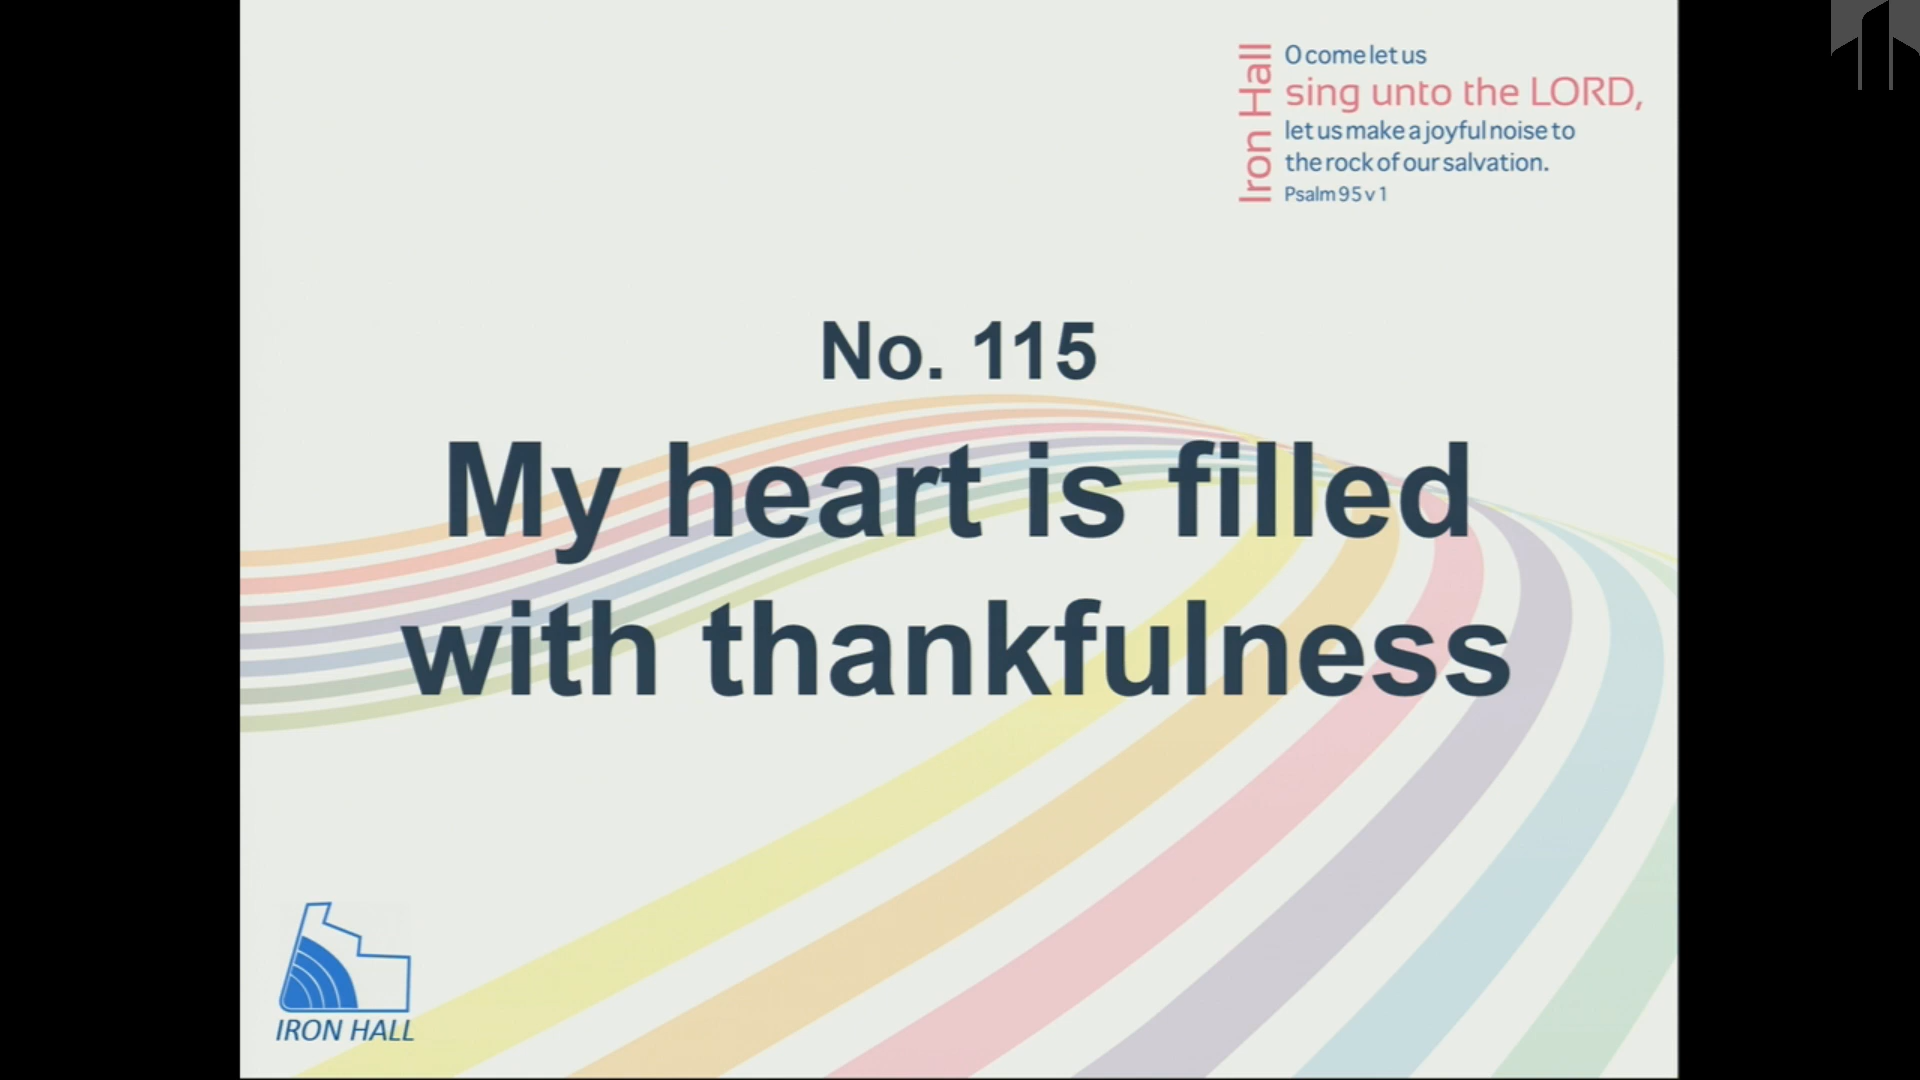 Iron Hall
O come let us
sing unto the LORD,
let us make a joyful noise to
the rock of our salvation.
Psalm 95 v 1
No. 115
My heart is filled
with thankfulness
IRON HALL